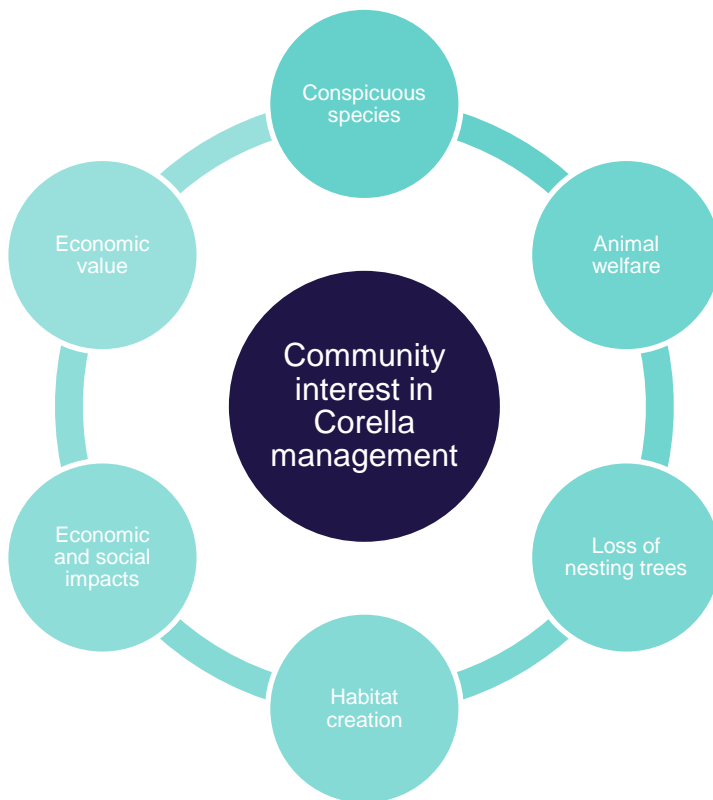 Conspicuous
species
Animal
welfare
Loss of
nesting trees
Habitat
creation
Economic
and social
impacts
Economic
value
Community
interest in
Corella
management